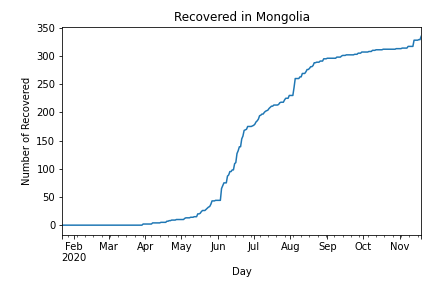 Recovered in Mongolia
Number of Recovered
350
300
250
200
150
100
50
0
Feb Mar Apr May Jun Jul Aug Sep Oct Nov
2020
Day